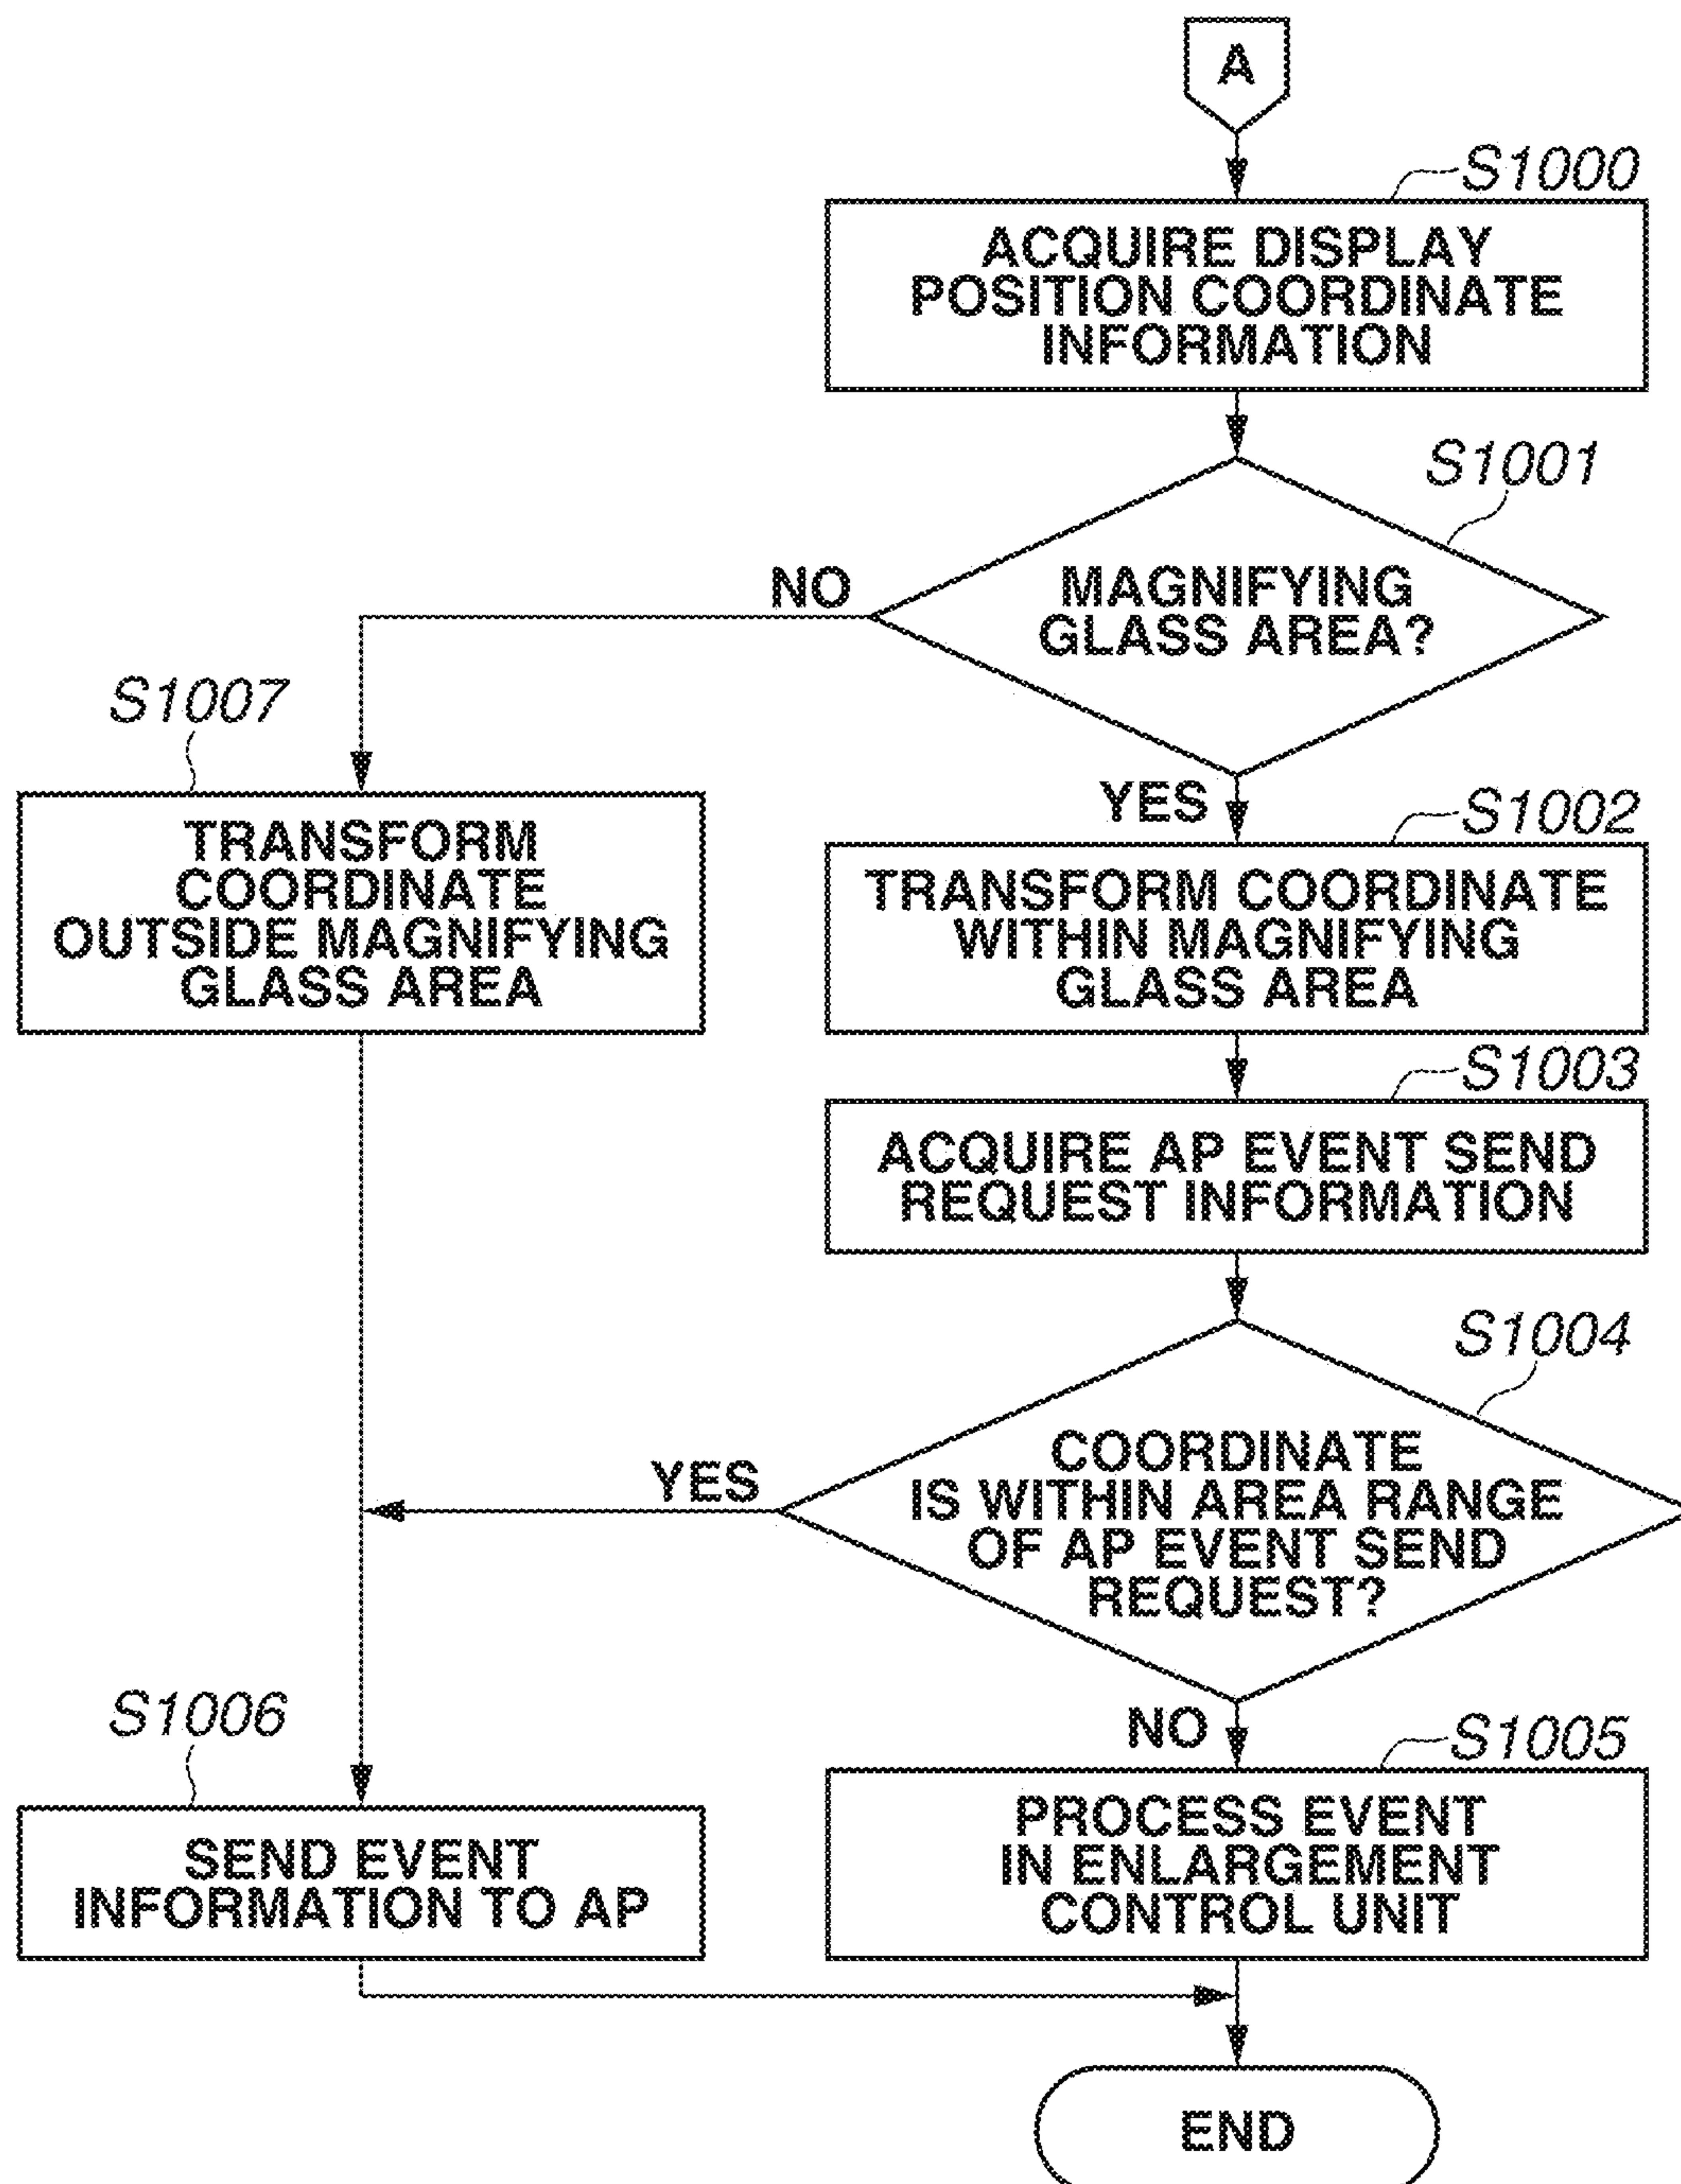 A
S1000
ACQUIRE DISPLAY
POSITION COORDINATE
INFORMATION
S1001
MAGNIFYING
GLASS AREA?
NO
YES
S1007
TRANSFORM
COORDINATE
OUTSIDE MAGNIFYING
GLASS AREA
S1002
TRANSFORM COORDINATE
WITHIN MAGNIFYING
GLASS AREA
S1003
ACQUIRE AP EVENT SEND
REQUEST INFORMATION
S1004
COORDINATE
IS WITHIN AREA RANGE
OF AP EVENT SEND
REQUEST?
YES
NO
S1006
SEND EVENT
INFORMATION TO AP
S1005
PROCESS EVENT
IN ENLARGEMENT
CONTROL UNIT
END